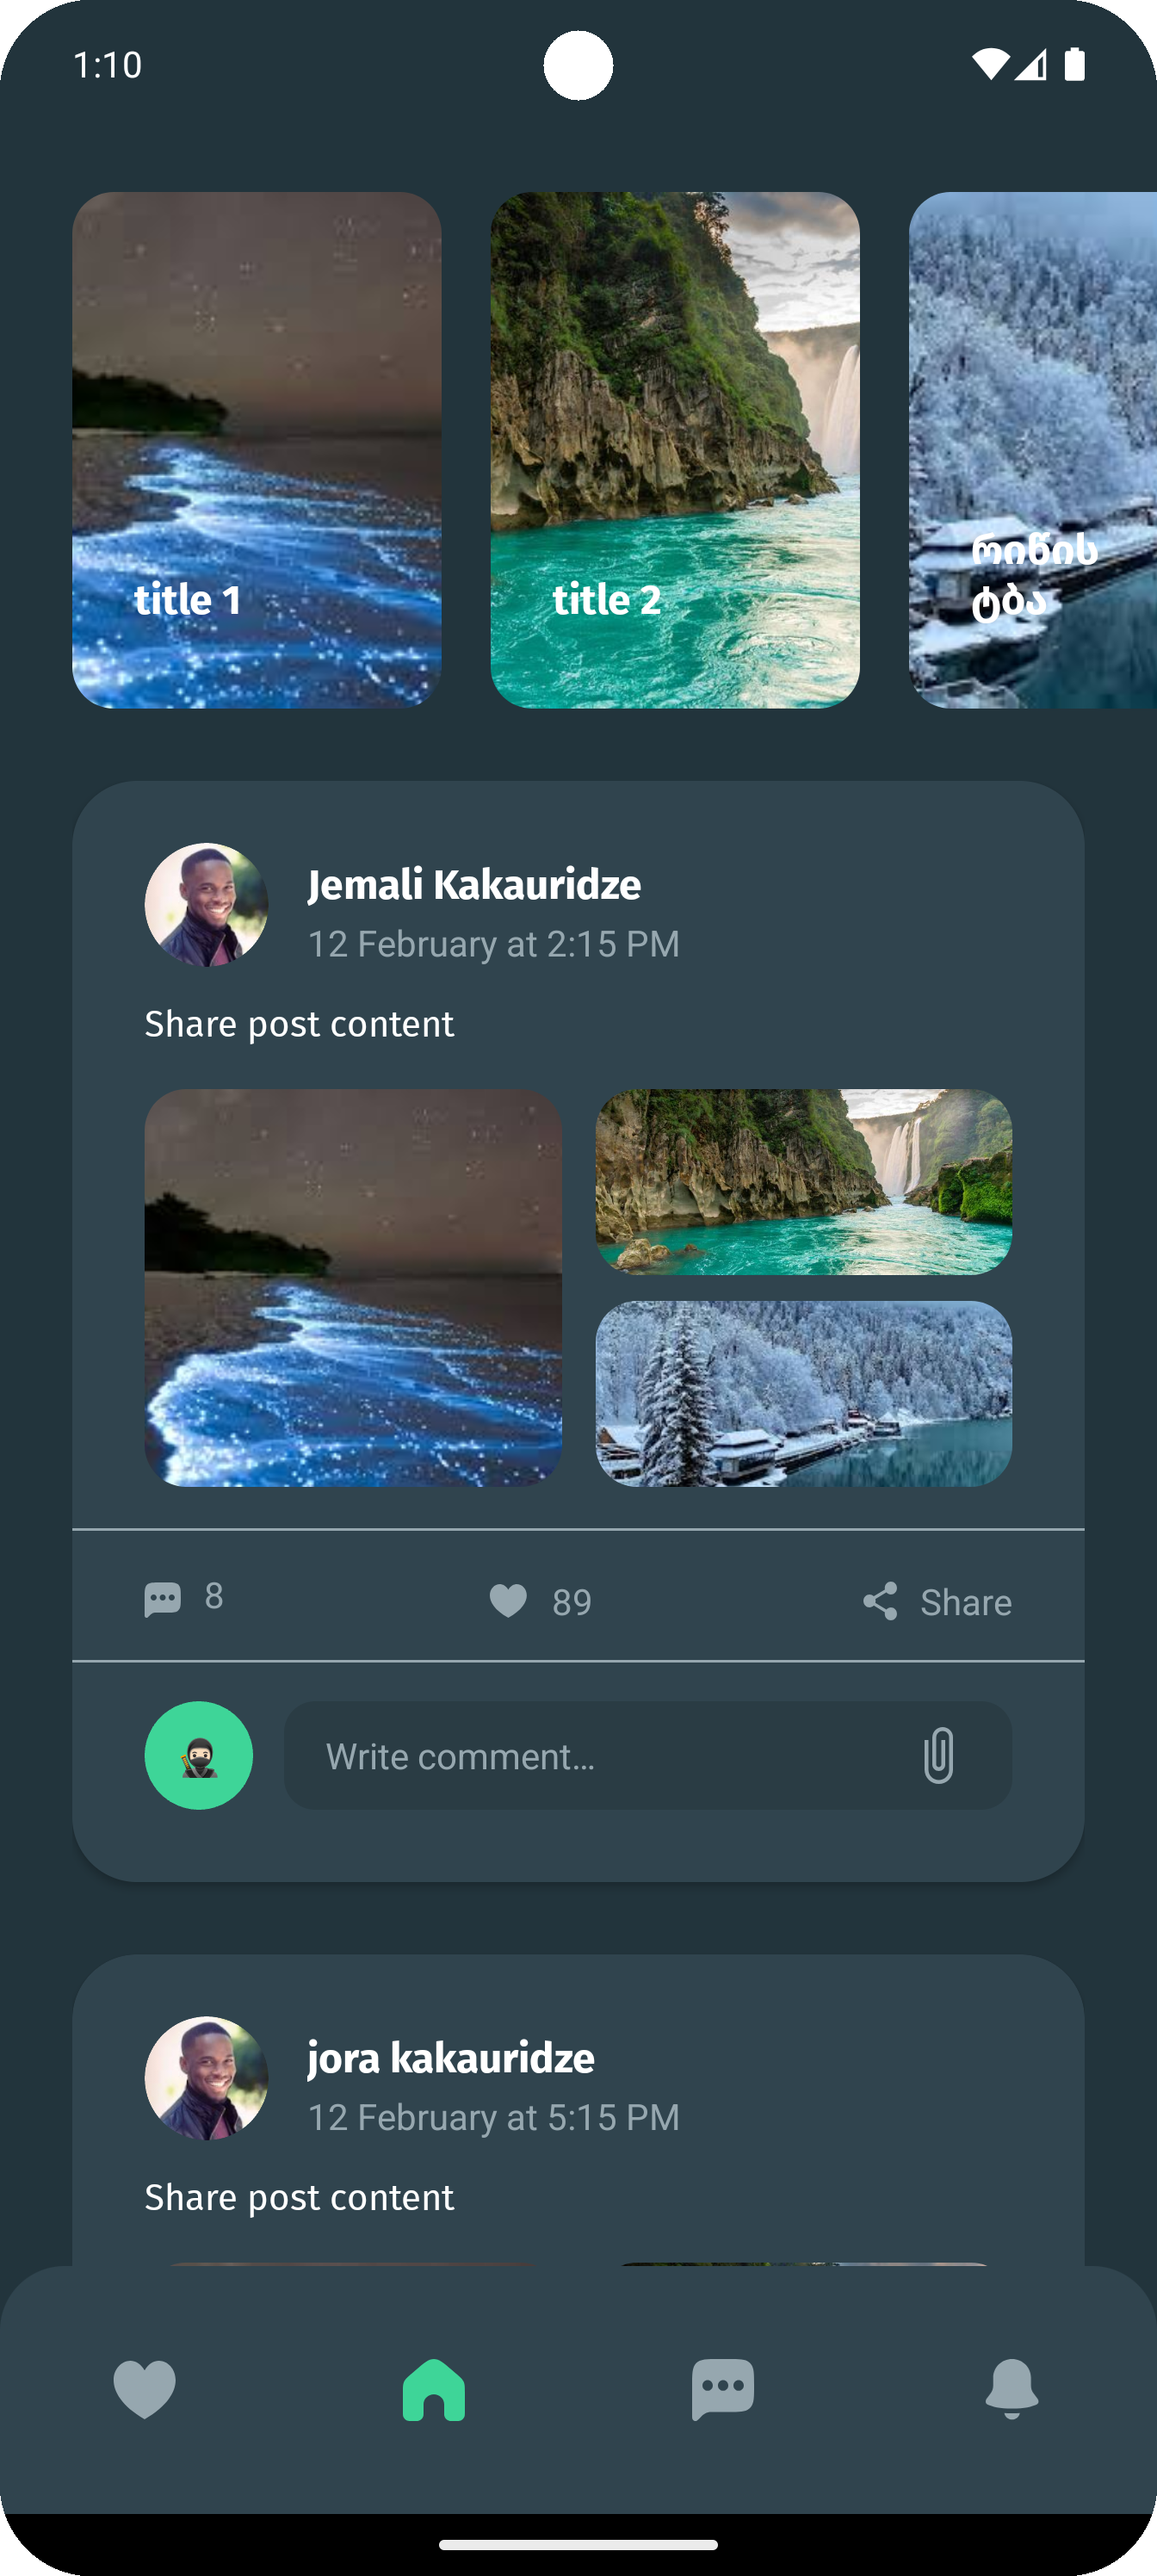 1:10
title 1
title 2
რიწის
ტბა
Jemali Kakauridze
12 February at 2:15 PM
Share post content
8
89
Share
Write comment...
jora kakauridze
12 February at 5:15 PM
Share post content